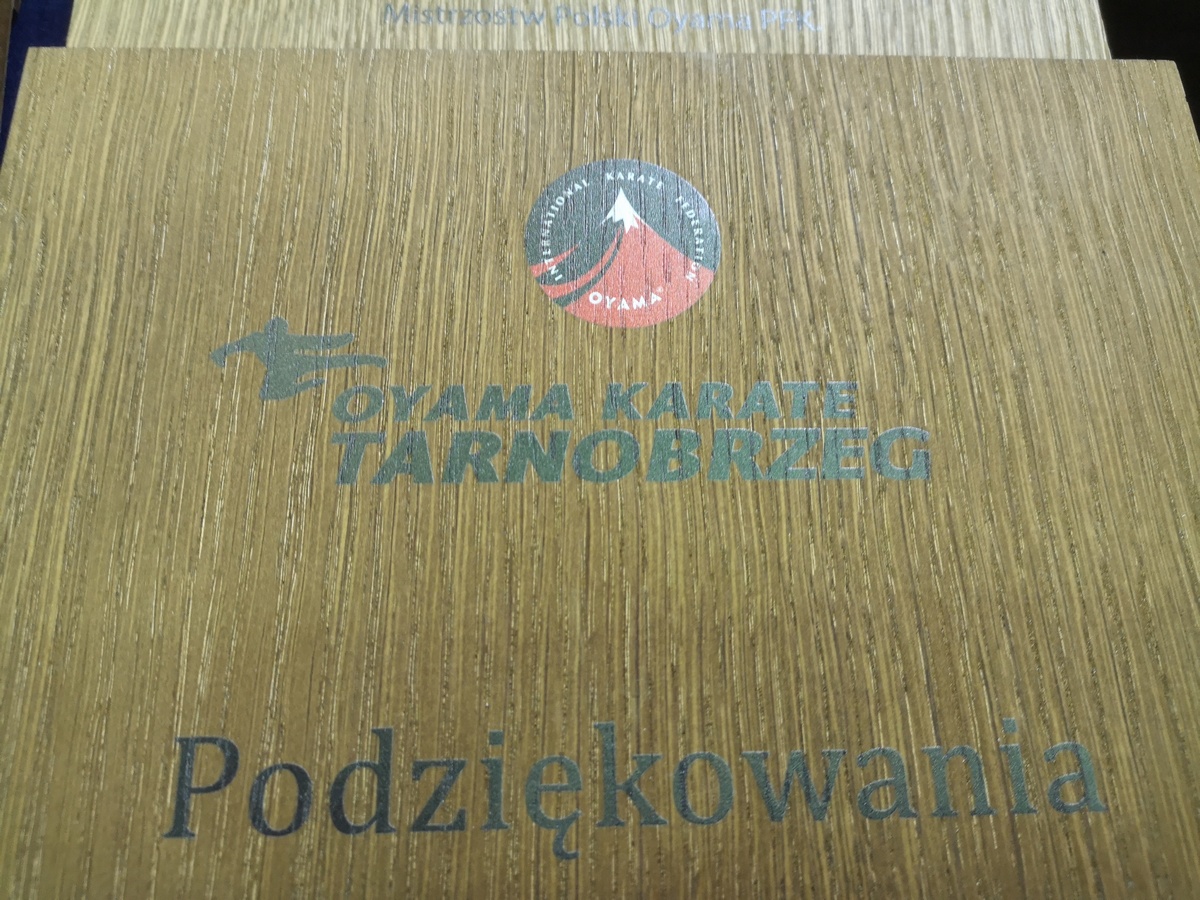 Mistrzostw Polski Oyama PFK
INTERNATIONAL KARATE FEDERATION
OYAMA
OYAMA KARATE
TARNOBRZEG
Podziękowania